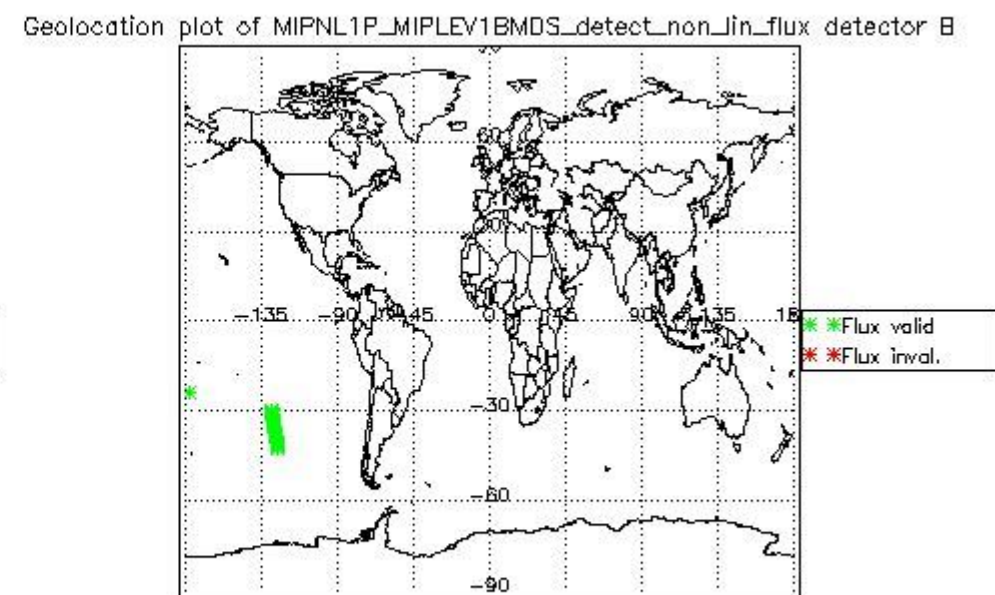 Geolocation plot of MIPNL1P_MIPLEV1BMDS_detect_non_lin_flux detector B
60
-135 -90 -45 0 45 90 135 18
Flux valid
Flux inval.
-30
-60
-90